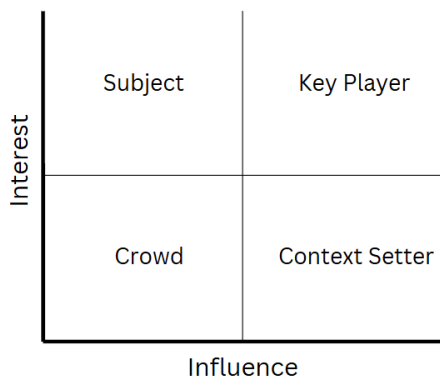 Subject
Key Player
Interest
Crowd
Context Setter
Influence